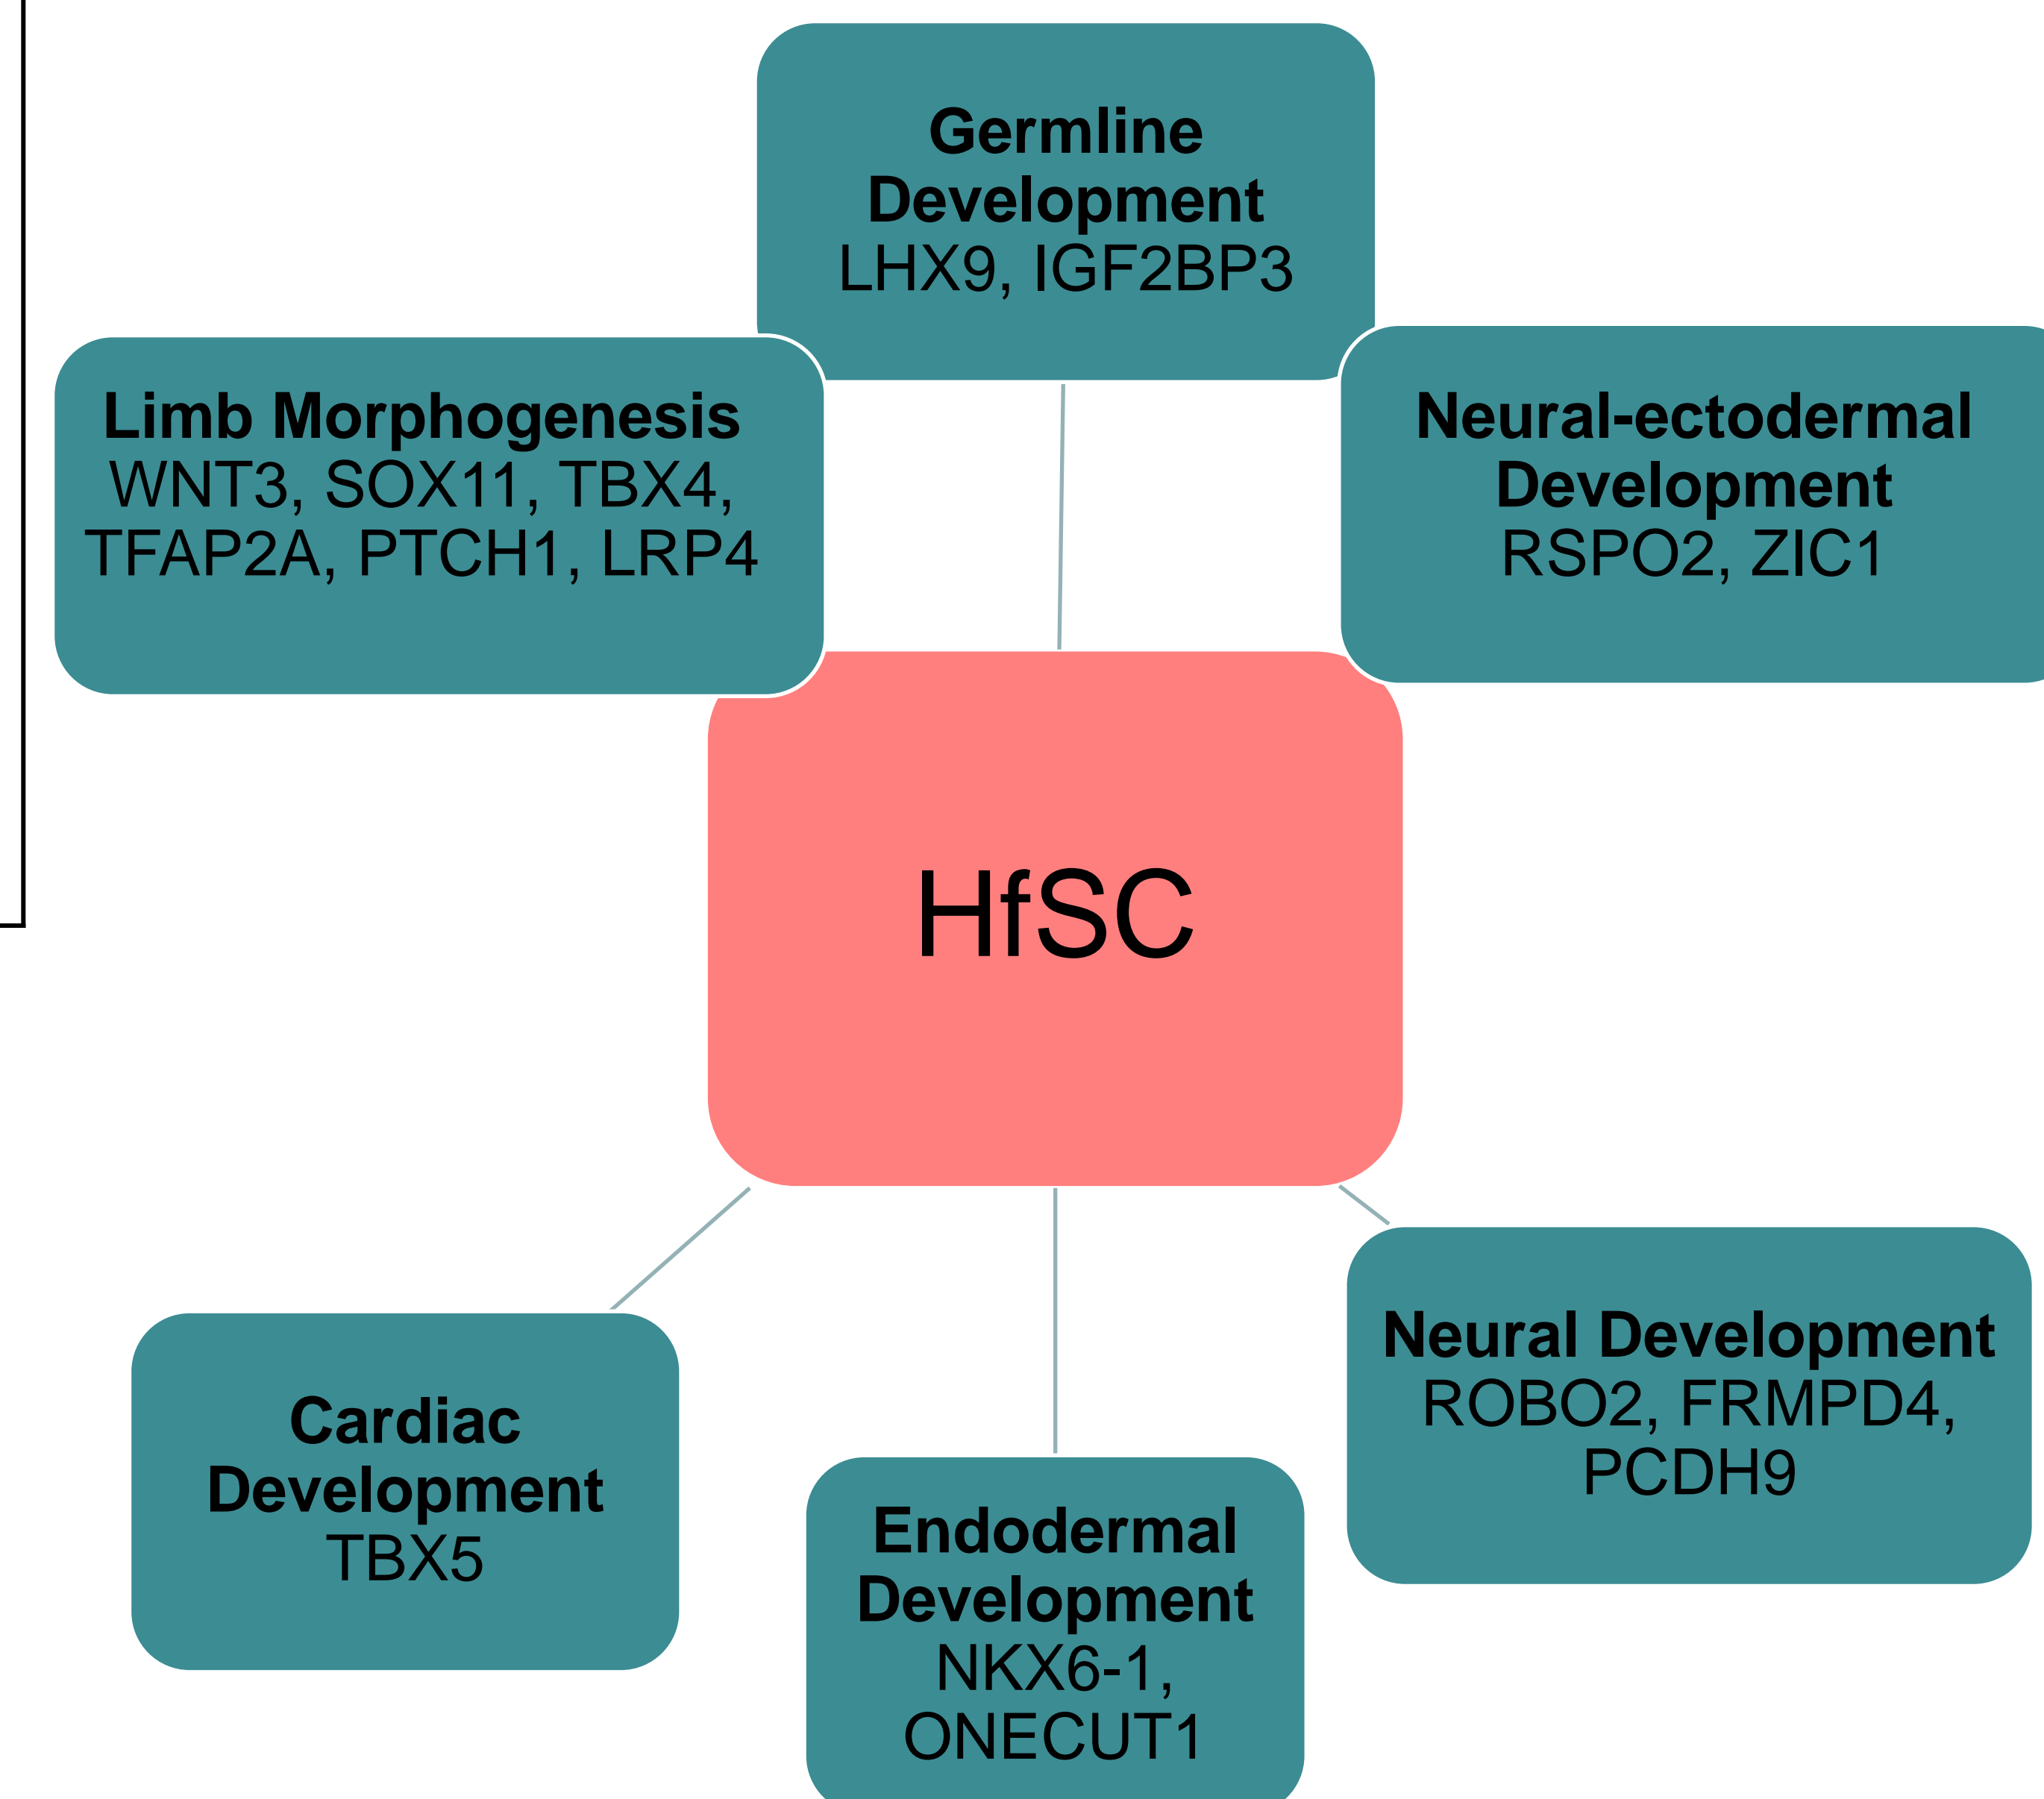 Germline
Development
LHX9, IGF2BP3
Limb Morphogenesis
WNT3, SOX11, TBX4,
TFAP2A, PTCH1, LRP4
Neural-ectodermal
Development
RSPO2, ZIC1
HfSC
Cardiac
Development
TBX5
Endodermal
Development
NKX6-1,
ONECUT1
Neural Development
ROBO2, FRMPD4,
PCDH9